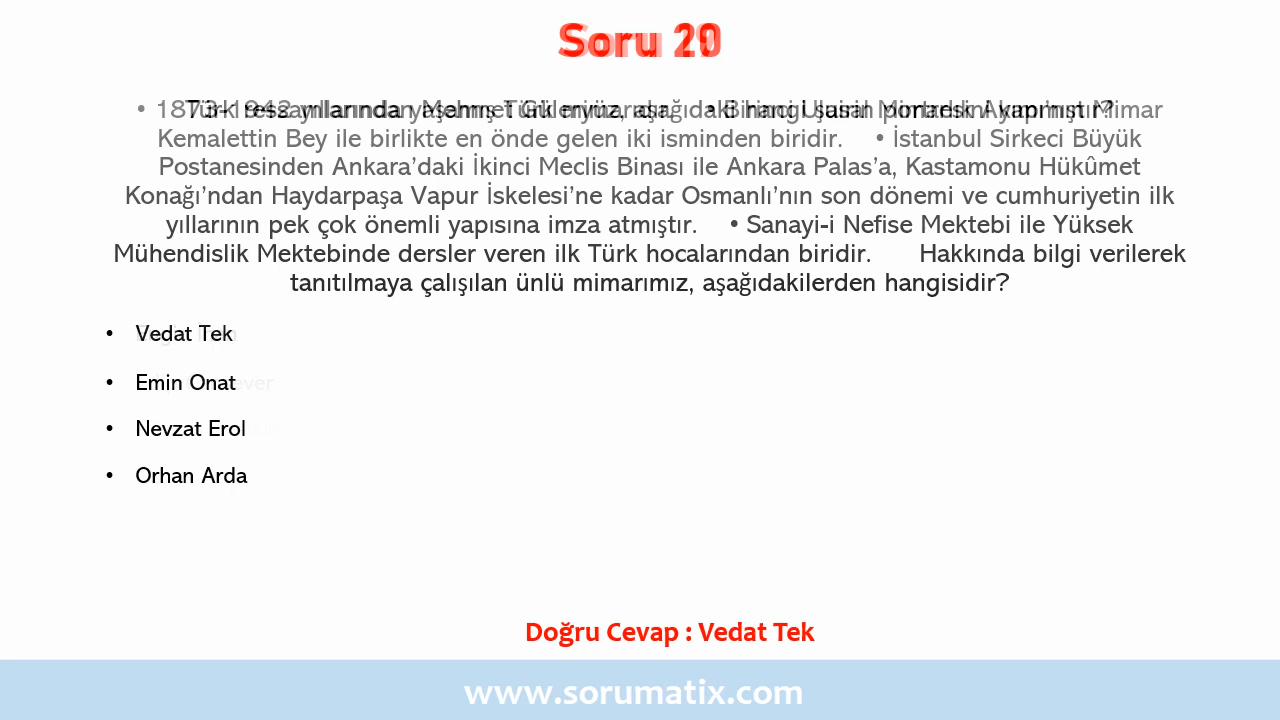 Soru
Kemalettin Bey ile birlikte en önde gelen iki isminden biridir. • İstanbul Sirkeci Büyük
Postanesinden Ankara’daki İkinci Meclis Binası ile Ankara Palas’a, Kastamonu Hükûmet
Konağı’ndan Haydarpaşa Vapur İskelesi’ne kadar Osmanlı’nın son dönemi ve cumhuriyetin ilk
yıllarının pek çok önemli yapısına imza atmıştır. • Sanayi-i Nefise Mektebi ile Yüksek
Mühendislik Mektebinde dersler veren ilk Türk hocalarından biridir. Hakkında bilgi verilerek
tanıtılmaya çalışılan ünlü mimarımız, aşağıdakilerden hangisidir?
• Vedat Tek
• Emin Onat
• Nevzat Erol
• Orhan Arda
Doğru Cevap : Vedat Tek
www.sorumatix.com